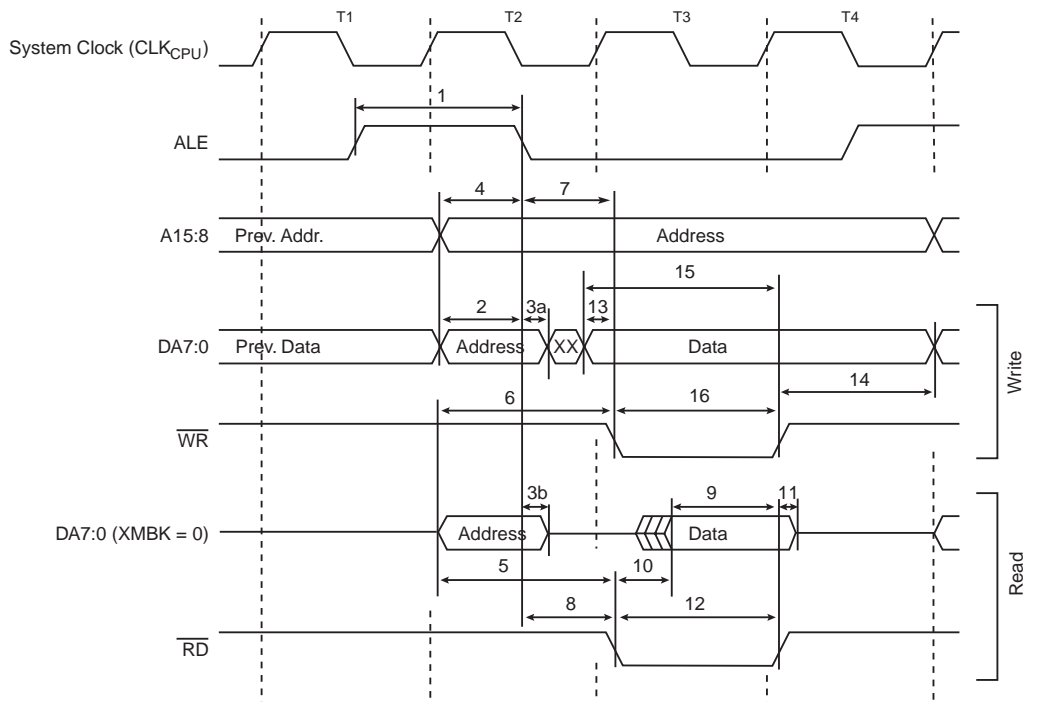 T1 T2 T3 T4
System Clock (CLKCPU)
1
ALE
4 7
A15:8 Prev. Addr. Address
15
2 3a 13
DA7:0 Prev. Data Address XX Data
14
6 16
WR
Write
3b 9 11
DA7:0 (XMBK = 0) Address Data
5 10
8 12
RD
Read